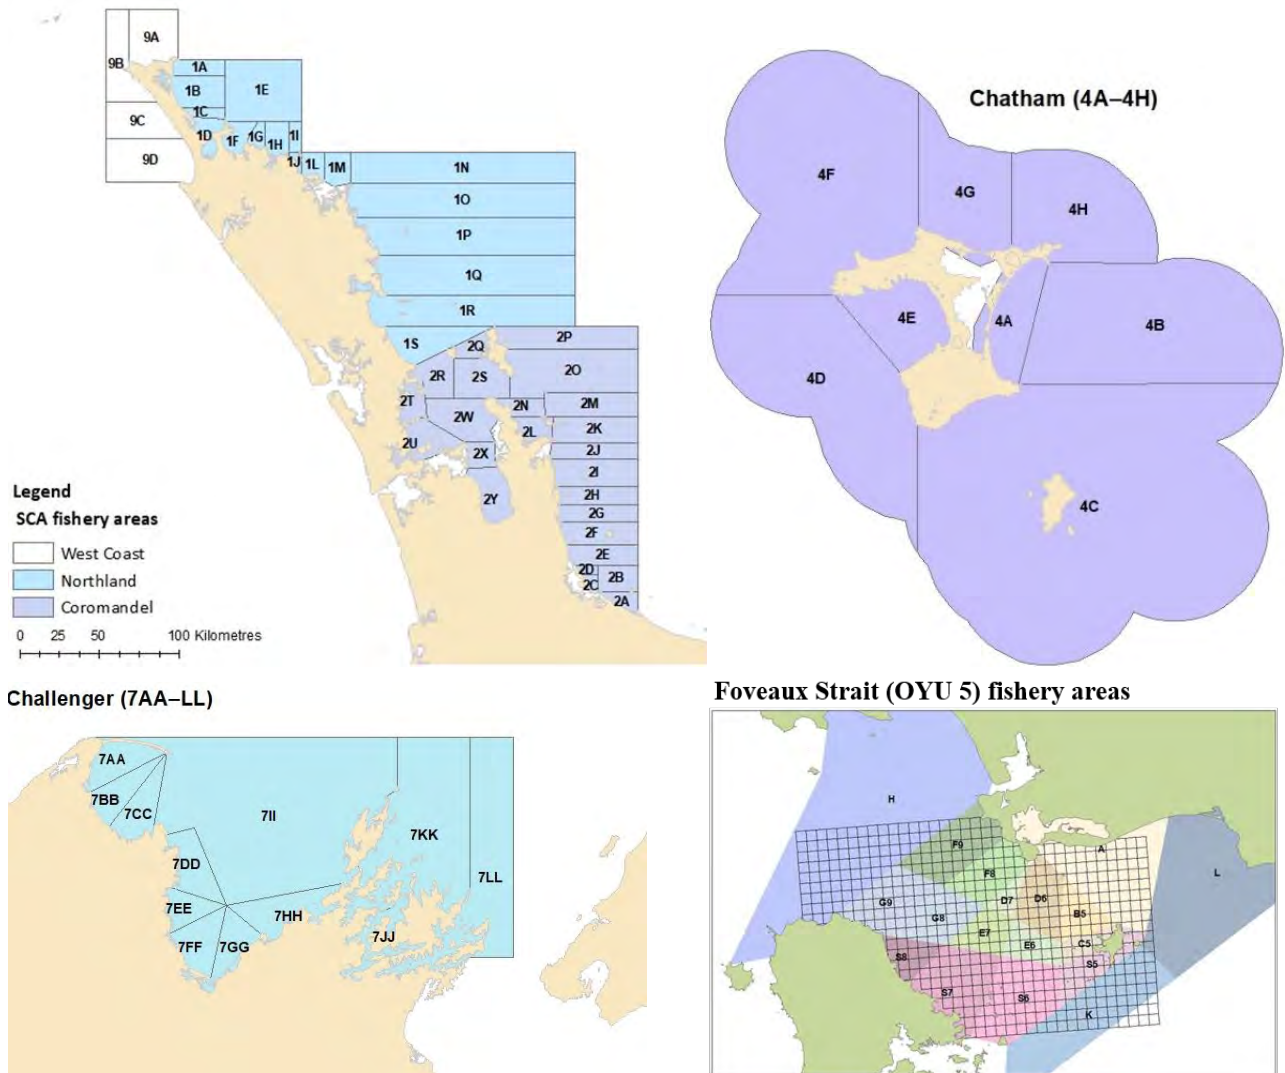 9A
9B
1A
1B
1E
1C
9C
1D
1F
1G
1H
1I
9D
1J
1L
1M
1N
1O
1P
1Q
1R
1S
2Q
2P
2R
2S
2O
2T
2N
2M
2W
2L
2K
2U
2X
2J
2I
2Y
2H
2G
2F
2E
2D
2B
2C
2A
Legend
SCA fishery areas
West Coast
Northland
Coromandel
0 25 50 100 Kilometres
Chatham (4A–4H)
4F
4G
4H
4E
4A
4B
4D
4C
Challenger (7AA–LL)
7AA
7BB
7CC
7II
7KK
7DD
7LL
7EE
7HH
7FF
7GG
7JJ
Foveaux Strait (OYU 5) fishery areas
H
F9
A
F8
L
G9
D7
D6
G8
B5
E7
E6
C5
S8
S5
S7
S6
K